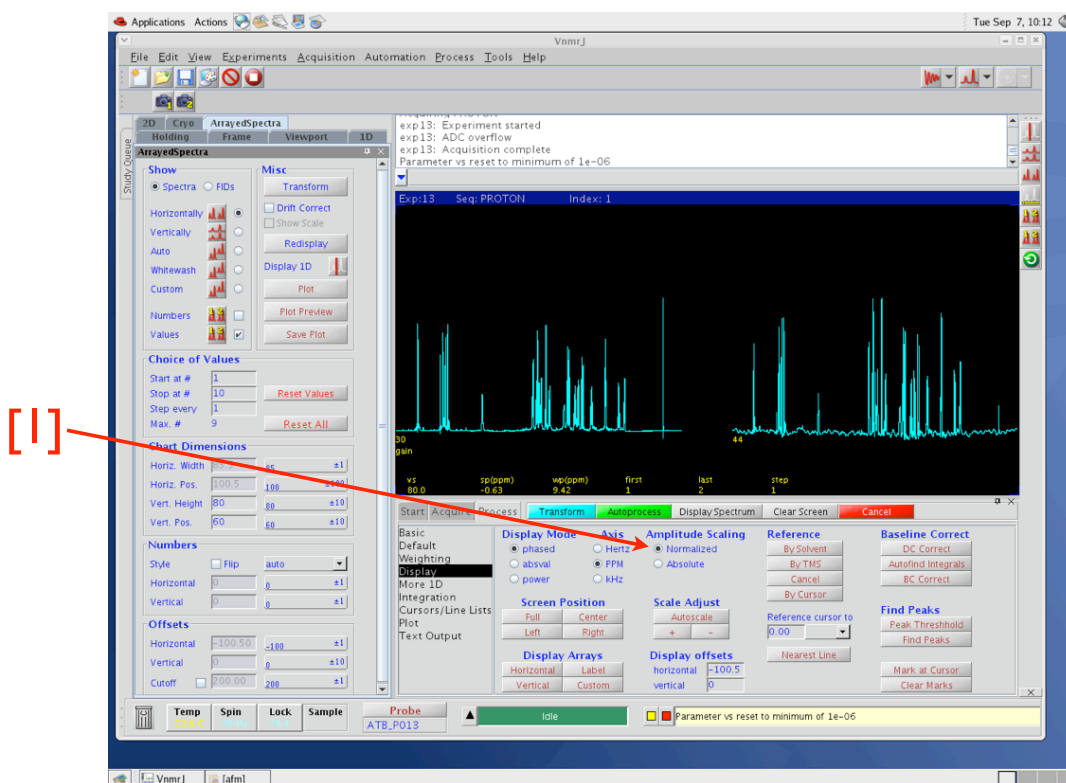 Applications Actions Tue Sep 7, 10:12
VnmrJ
File Edit View Experiments Acquisition Automation Process Tools Help
Study Queue
2D Cryo ArrayedSpectra
Holding Frame Viewport 1D
ArrayedSpectra
Show
Spectra FIDs
Horizontally
Vertically
Auto
Whitewash
Custom
Numbers
Values
Misc
Transform
Drift Correct
Show Scale
Redisplay
Display 1D
Plot
Plot Preview
Save Plot
Choice of Values
Start at # 1
Stop at # 10 Reset Values
Step every 1
Max. # 9 Reset All
Chart Dimensions
Horiz. Width 85 ±1
Horiz. Pos. 100.5 100
Vert. Height 80 80 ±10
Vert. Pos. 60 60 ±10
Numbers
Style Flip auto
Horizontal 0 0 ±1
Vertical 0 0 ±1
Offsets
Horizontal -100.50 -100 ±1
Vertical 0 0 ±10
Cutoff 200.00 200 ±1
exp13: Experiment started
exp13: ADC overflow
exp13: Acquisition complete
Parameter vs reset to minimum of 1e-06
Exp:13 Seq: PROTON Index: 1
30 44
gain
vs sp(ppm) wp(ppm) first last step
80.0 -0.63 9.42 1 2 1
[I]
Start Acquire Process Transform Autoprocess Display Spectrum Clear Screen Cancel
Basic
Default
Weighting
Display
More 1D
Integration
Cursors/Line Lists
Plot
Text Output
Display Mode
phased
absval
power
Axis
Hertz
PPM
kHz
Amplitude Scaling
Normalized
Absolute
Screen Position
Full Center
Left Right
Scale Adjust
Autoscale
+ -
Display Arrays
Horizontal Label
Vertical Custom
Display offsets
horizontal -100.5
vertical 0
Reference
By Solvent
By TMS
Cancel
By Cursor
Reference cursor to
0.00
Nearest Line
Baseline Correct
DC Correct
Autofind Integrals
BC Correct
Find Peaks
Peak Threshhold
Find Peaks
Mark at Cursor
Clear Marks
Temp Spin Lock Sample Probe
ATB_P013
Idle
Parameter vs reset to minimum of 1e-06
VnmrJ [afm]